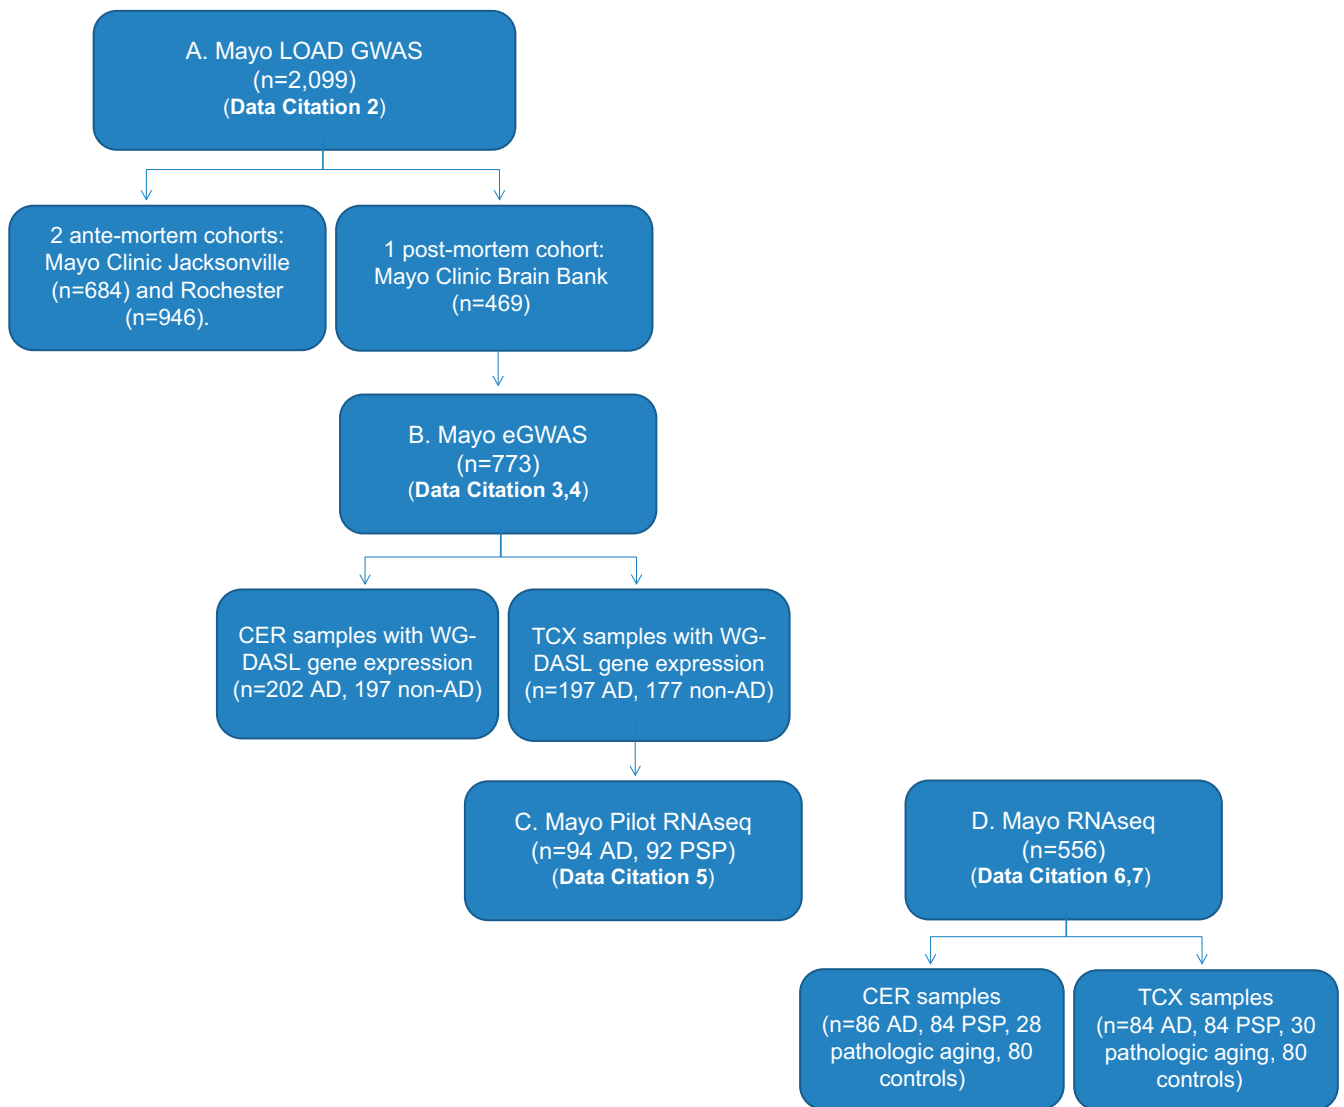 A. Mayo LOAD GWAS
(n=2,099)
(Data Citation 2)
2 ante-mortem cohorts:
Mayo Clinic Jacksonville
(n=684) and Rochester
(n=946).
1 post-mortem cohort:
Mayo Clinic Brain Bank
(n=469)
B. Mayo eGWAS
(n=773)
(Data Citation 3,4)
CER samples with WG-
DASL gene expression
(n=202 AD, 197 non-AD)
TCX samples with WG-
DASL gene expression
(n=197 AD, 177 non-AD)
C. Mayo Pilot RNAseq
(n=94 AD, 92 PSP)
(Data Citation 5)
D. Mayo RNAseq
(n=556)
(Data Citation 6,7)
CER samples
(n=86 AD, 84 PSP, 28
pathologic aging, 80
controls)
TCX samples
(n=84 AD, 84 PSP, 30
pathologic aging, 80
controls)